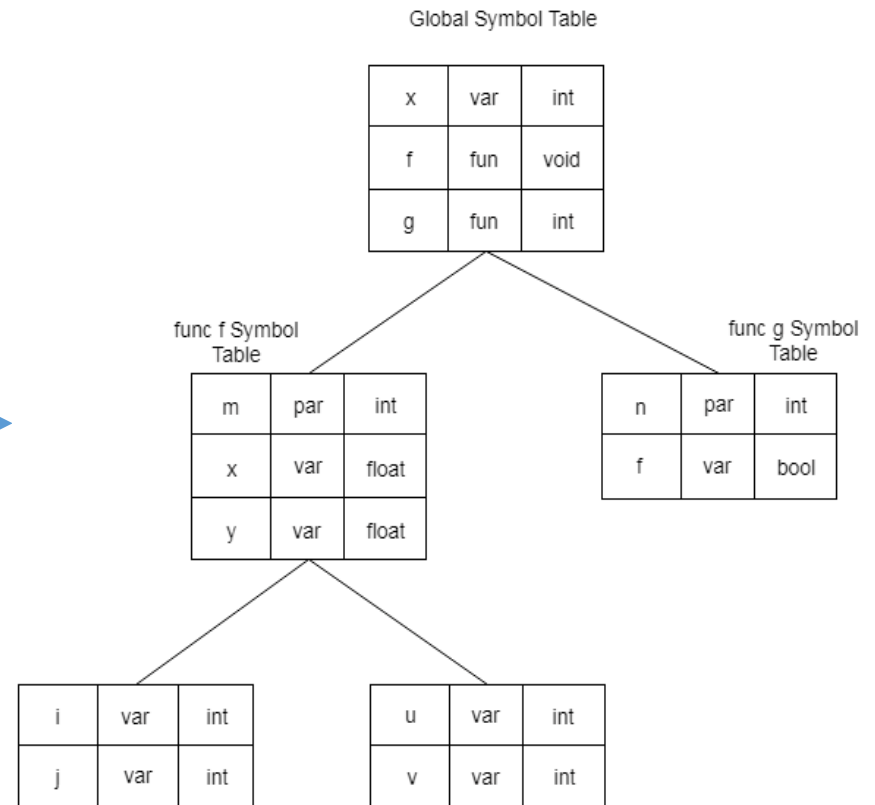 Global Symbol Table
x var int
f fun void
g fun int
func f Symbol
Table
func g Symbol
Table
m par int
x var float
y var float
n par int
f var bool
i var int
j var int
u var int
v var int